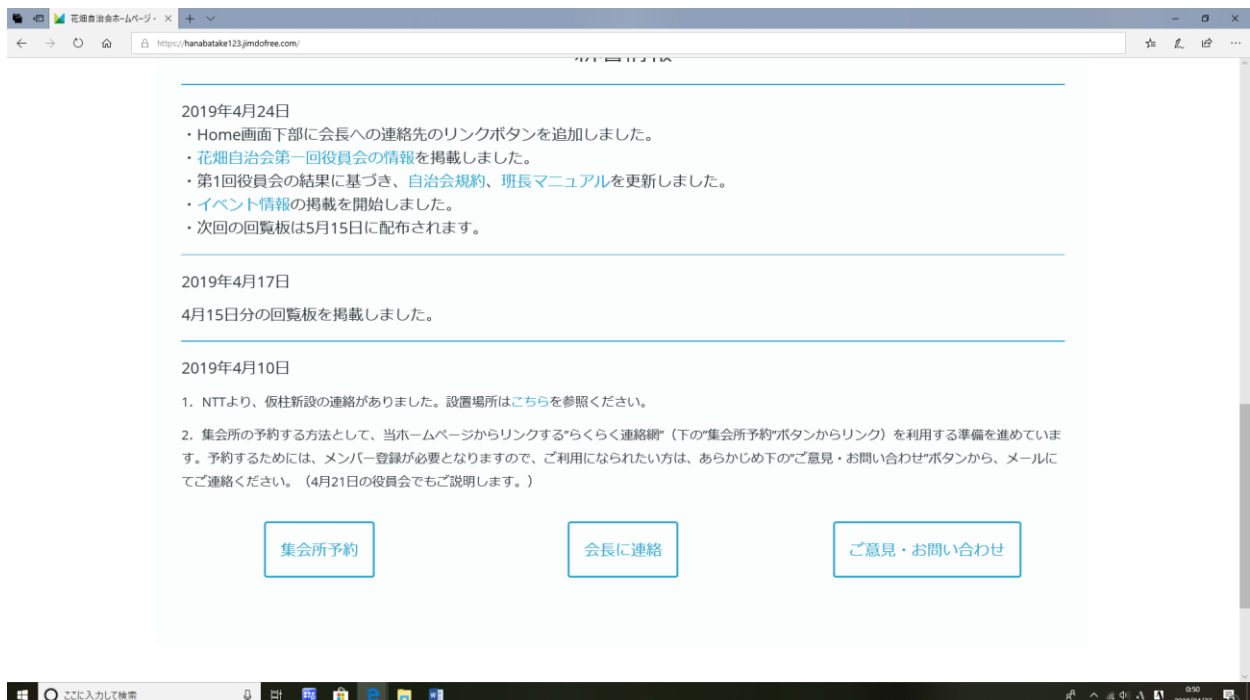 花畑自治会ホームページ・
https://hanabatake123.jimdofree.com/
2019年4月24日
・Home画面下部に会長への連絡先のリンクボタンを追加しました。
・花畑自治会第一回役員会の情報を掲載しました。
・第1回役員会の結果に基づき、自治会規約、班長マニュアルを更新しました。
・イベント情報の掲載を開始しました。
・次回の回覧板は5月15日に配布されます。
2019年4月17日
4月15日分の回覧板を掲載しました。
2019年4月10日
1. NTTより、仮柱新設の連絡がありました。設置場所はこちらを参照ください。
2. 集会所の予約する方法として、当ホームページからリンクする"らくらく連絡網"（下の"集会所予約"ボタンからリンク）を利用する準備を進めていま
す。予約するためには、メンバー登録が必要となりますので、ご利用になられたい方は、あらかじめ下の"ご意見・お問い合わせ"ボタンから、メールに
てご連絡ください。（4月21日の役員会でもご説明します。）
集会所予約
会長に連絡
ご意見・お問い合わせ
ここに入力して検索
0:50